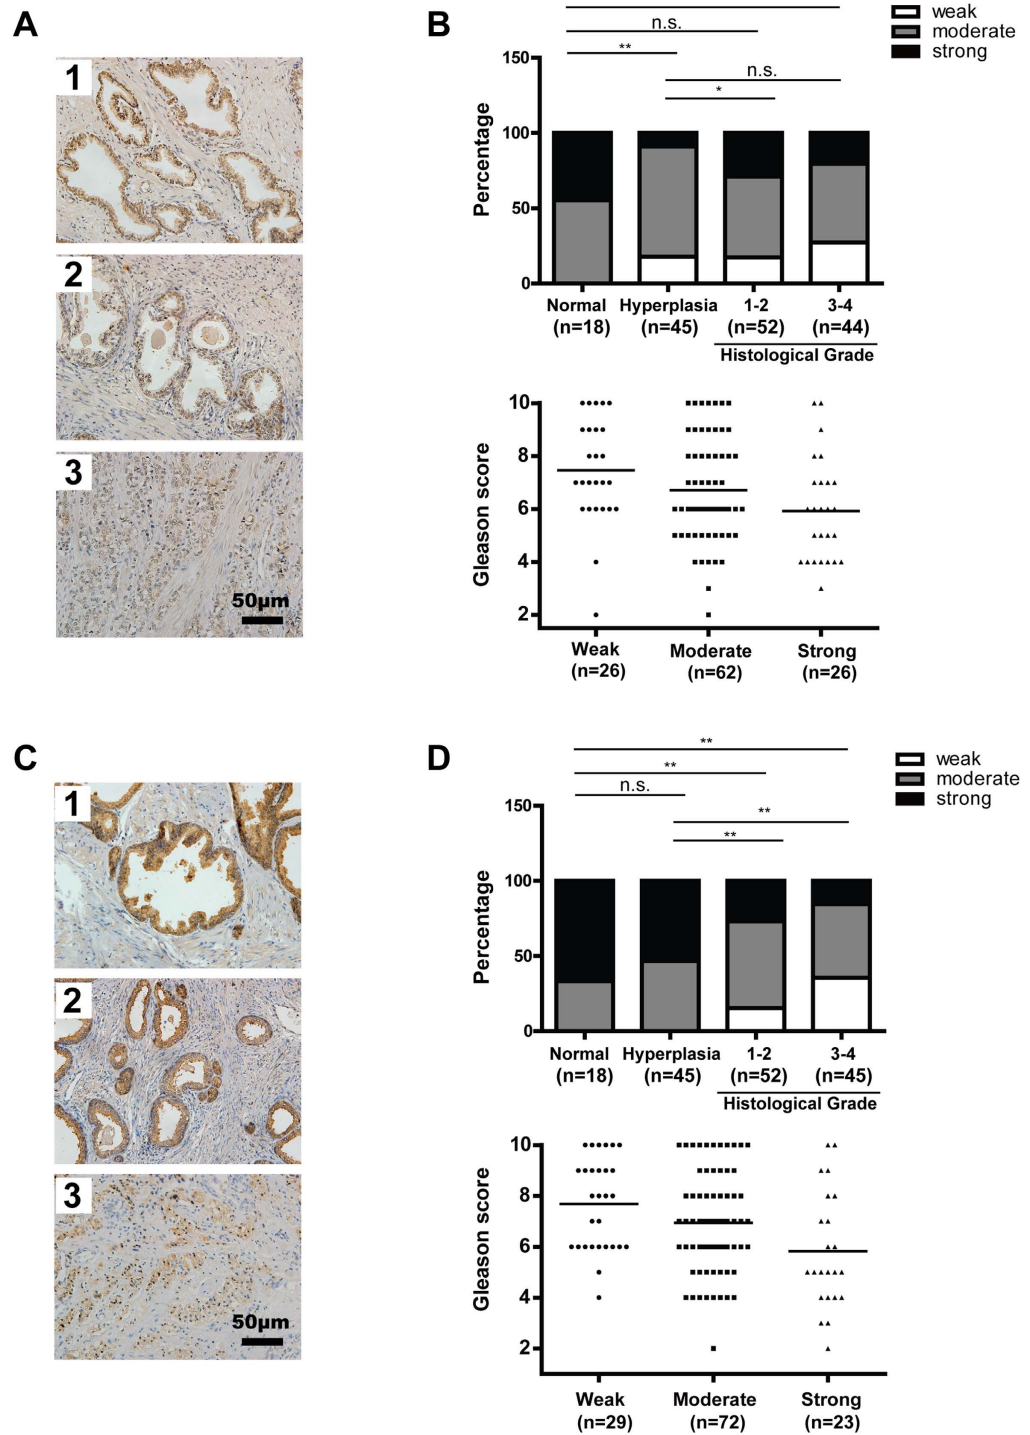 A
1
2
3
50µm
B
weak
moderate
strong
n.s.
**
n.s.
*
150
100
50
0
Percentage
Normal Hyperplasia 1-2 3-4
(n=18) (n=45) (n=52) (n=44)
Histological Grade
10
8
6
4
2
Gleason score
Weak Moderate Strong
(n=26) (n=62) (n=26)
C
1
2
3
50µm
D
weak
moderate
strong
**
**
n.s.
**
**
150
100
50
0
Percentage
Normal Hyperplasia 1-2 3-4
(n=18) (n=45) (n=52) (n=45)
Histological Grade
10
8
6
4
2
Gleason score
Weak Moderate Strong
(n=29) (n=72) (n=23)